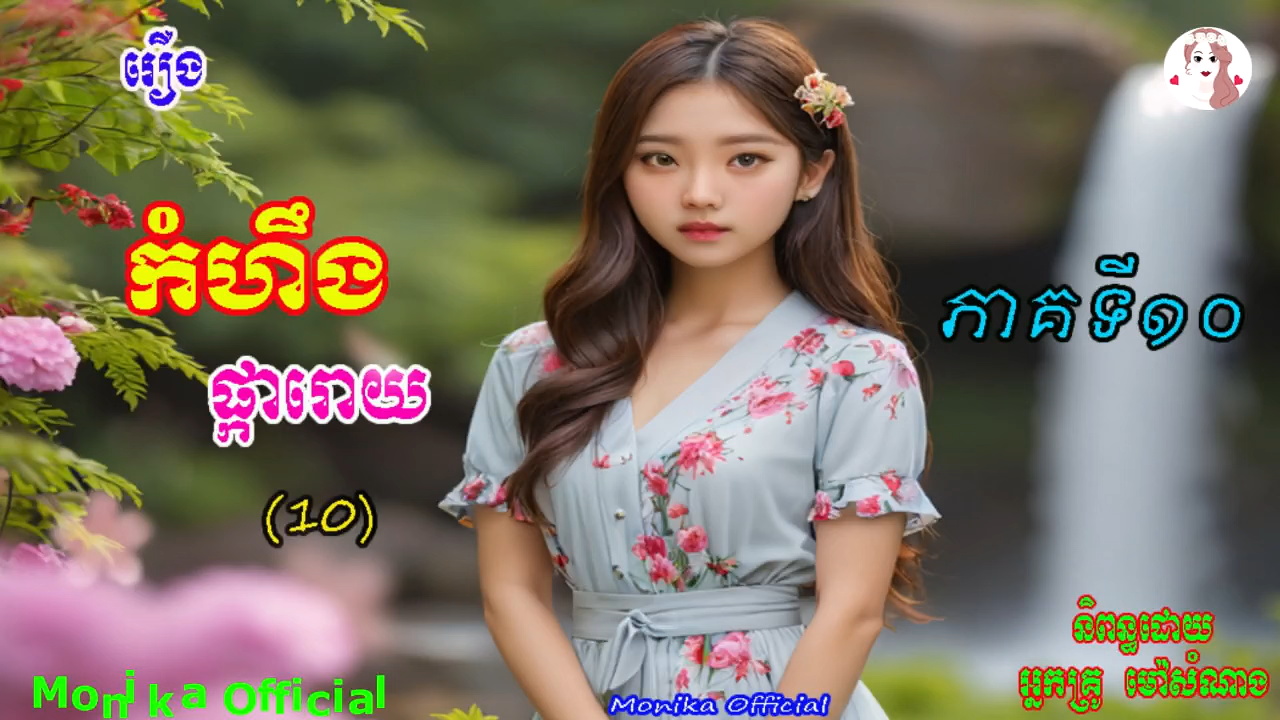 រឿង
កំហឹង
ផ្ការោយ
(10)
ភាគទី១០
និពន្ធដោយ
អ្នកគ្រូ មៅសំណាង
Monika Official
Monika Official